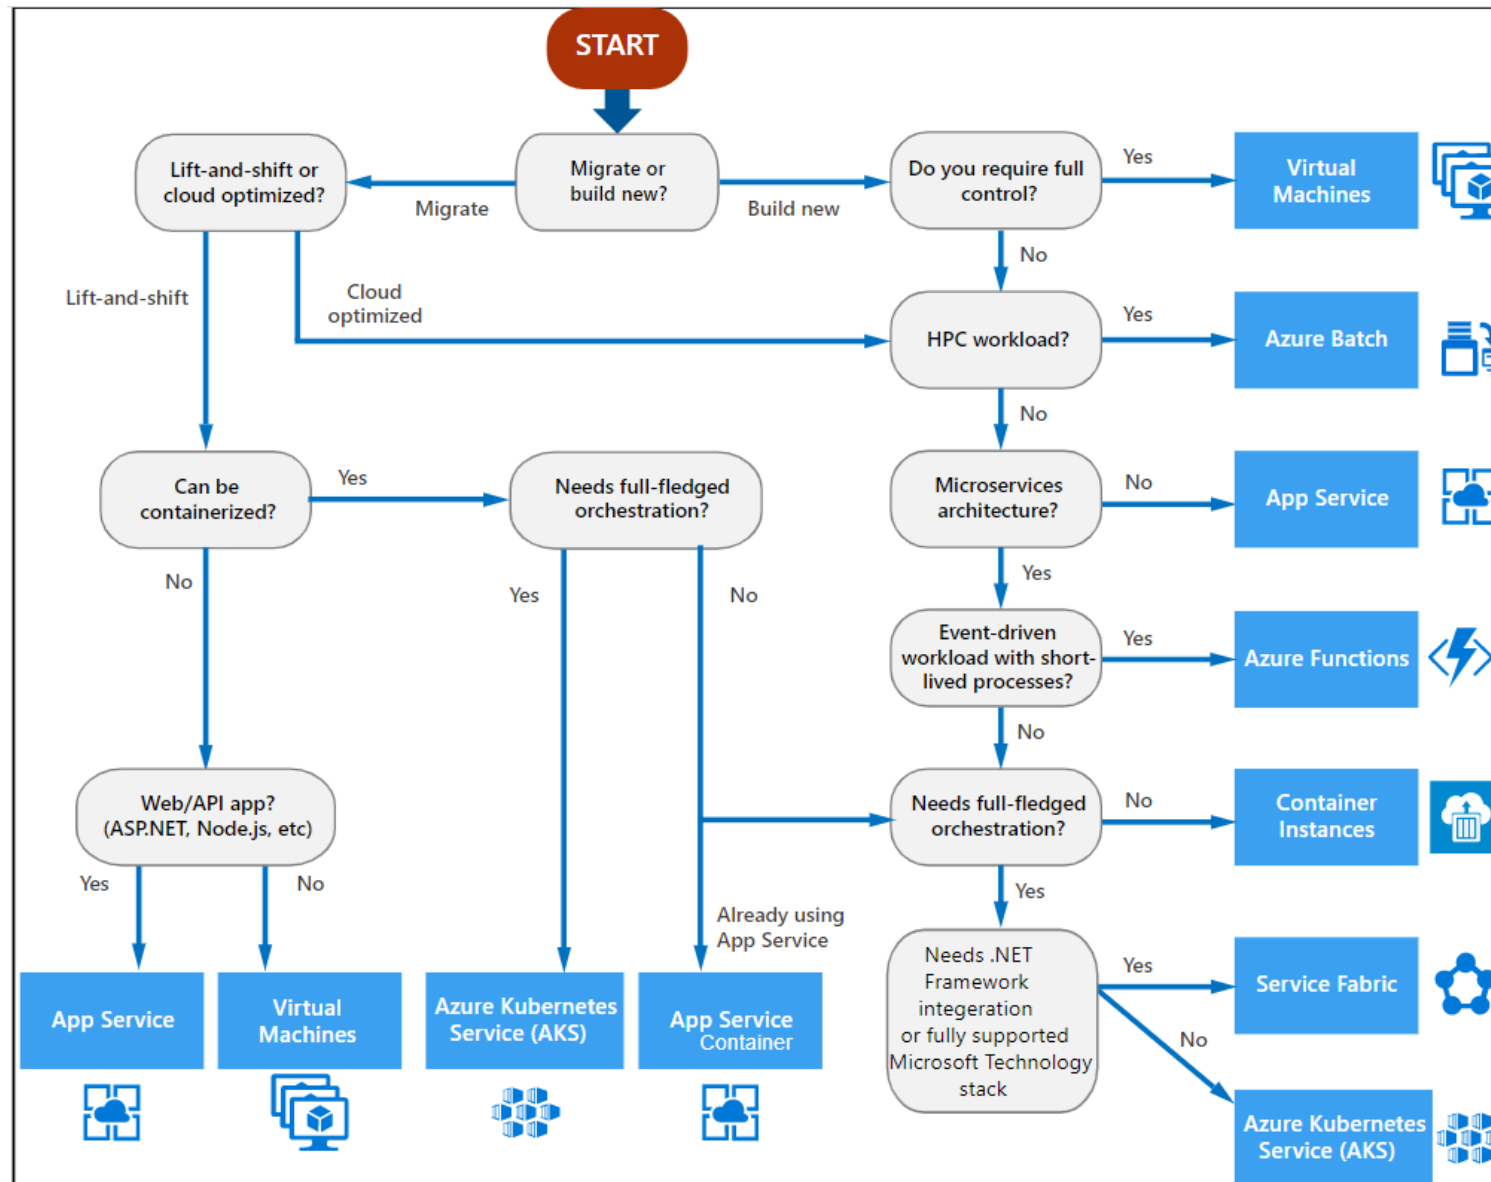 START
Lift-and-shift or
cloud optimized?
Migrate
Migrate or
build new?
Build new
Do you require full
control?
Yes
Virtual
Machines
No
Lift-and-shift
Cloud
optimized
HPC workload?
Yes
Azure Batch
No
Can be
containerized?
Yes
Needs full-fledged
orchestration?
Microservices
architecture?
No
App Service
No
Yes
No
Yes
Event-driven
workload with short-
lived processes?
Yes
Azure Functions
No
Web/API app?
(ASP.NET, Node.js, etc)
Needs full-fledged
orchestration?
No
Container
Instances
Yes
No
Yes
Already using
App Service
Needs .NET
Framework
integeration
or fully supported
Microsoft Technology
stack
Yes
Service Fabric
No
App Service
Virtual
Machines
Azure Kubernetes
Service (AKS)
App Service
Container
Azure Kubernetes
Service (AKS)